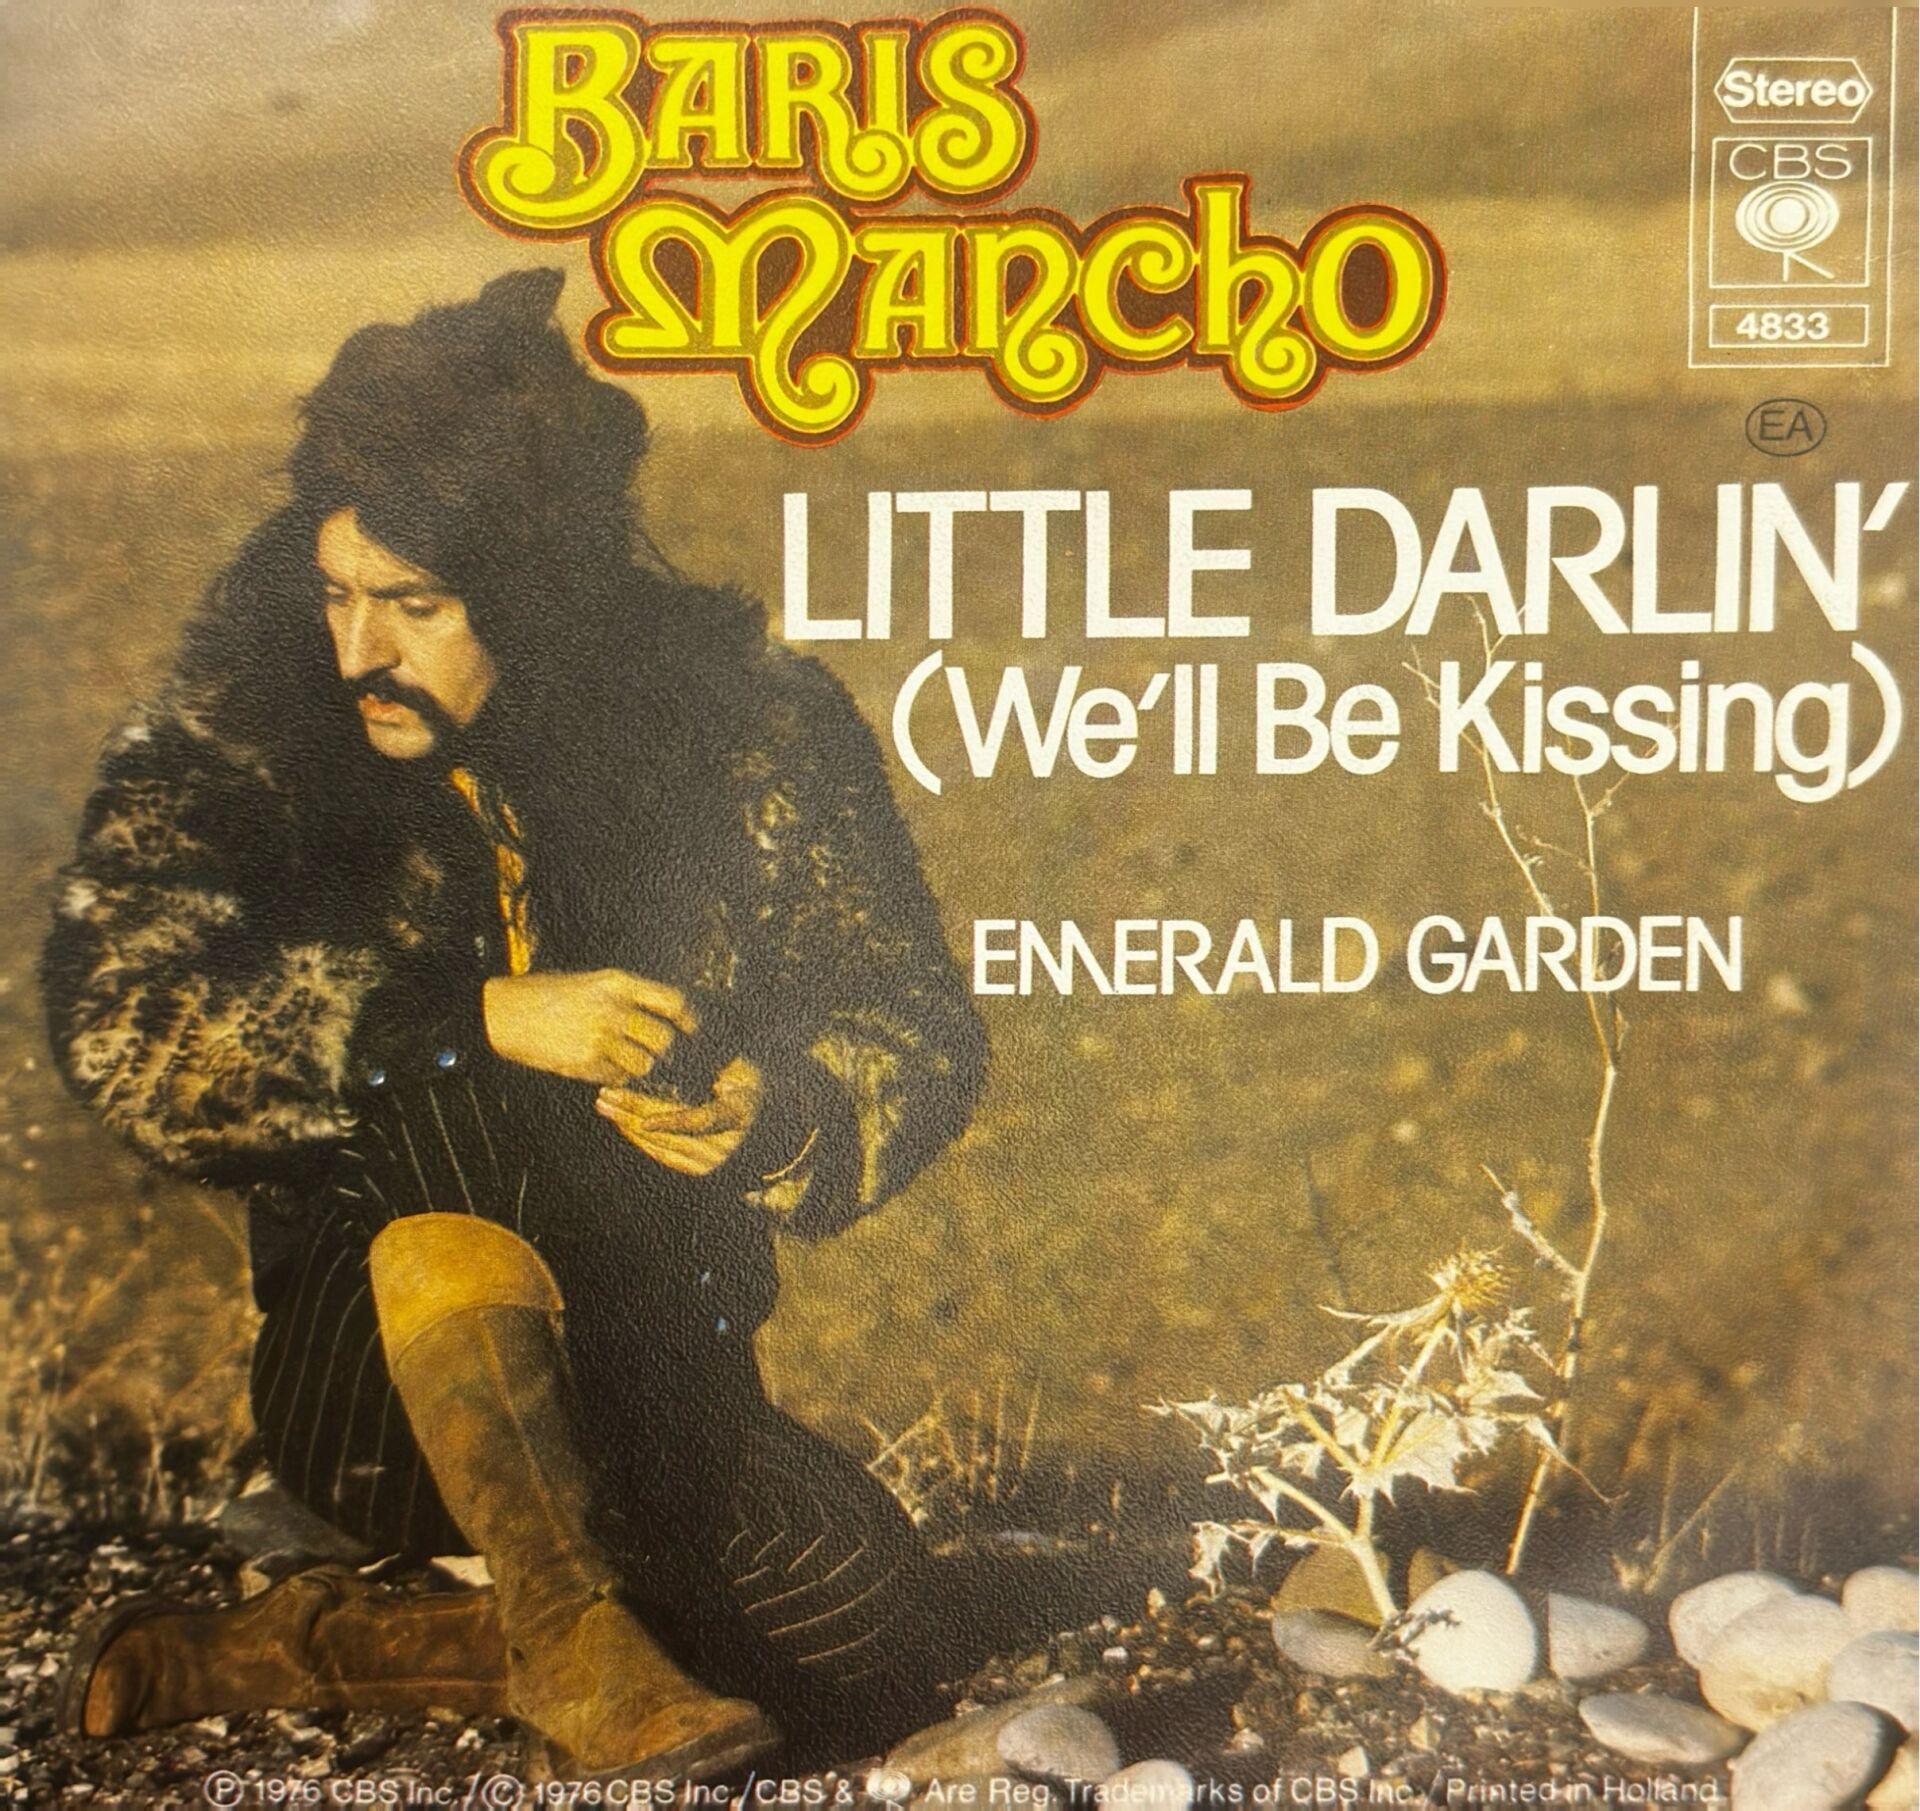 BARIS
MANCHO
Stereo
CBS
4833
EA
LITTLE DARLIN'
(We'll Be Kissing)
EMERALD GARDEN
Ⓟ 1976 CBS Inc./Ⓒ 1976 CBS Inc./CBS & Are Reg. Trademarks of CBS Inc./Printed in Holland